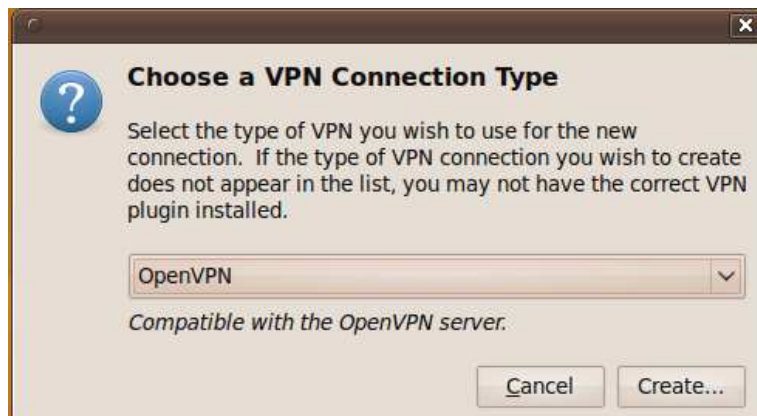 Choose a VPN Connection Type
Select the type of VPN you wish to use for the new
connection.  If the type of VPN connection you wish to create
does not appear in the list, you may not have the correct VPN
plugin installed.
OpenVPN
Compatible with the OpenVPN server.
Cancel
Create...